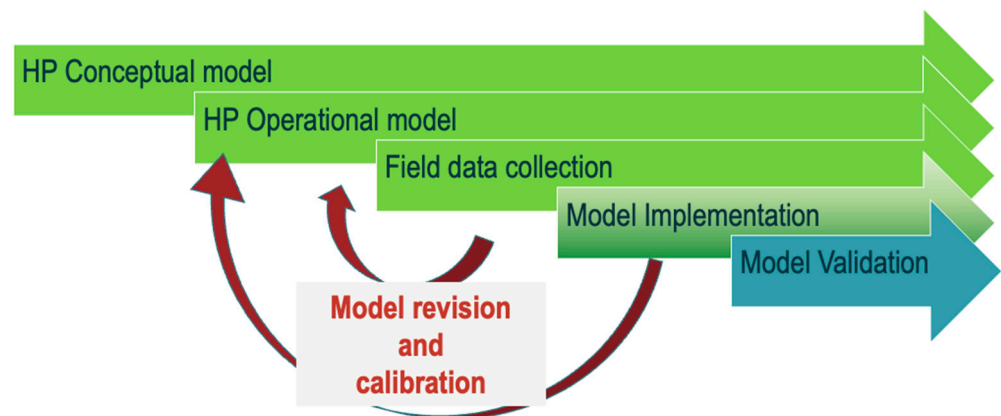 HP Conceptual model
HP Operational model
Field data collection
Model Implementation
Model Validation
Model revision
and
calibration